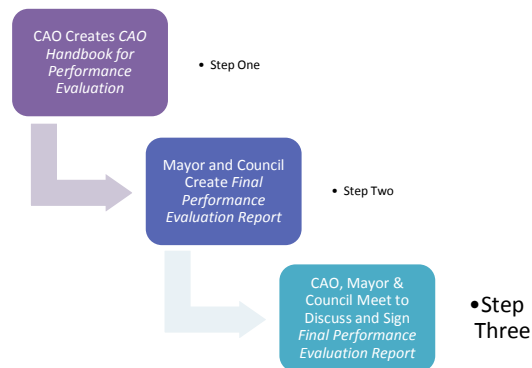 CAO Creates CAO
Handbook for
Performance
Evaluation
• Step One
Mayor and Council
Create Final
Performance
Evaluation Report
• Step Two
CAO, Mayor &
Council Meet to
Discuss and Sign
Final Performance
Evaluation Report
•Step
Three